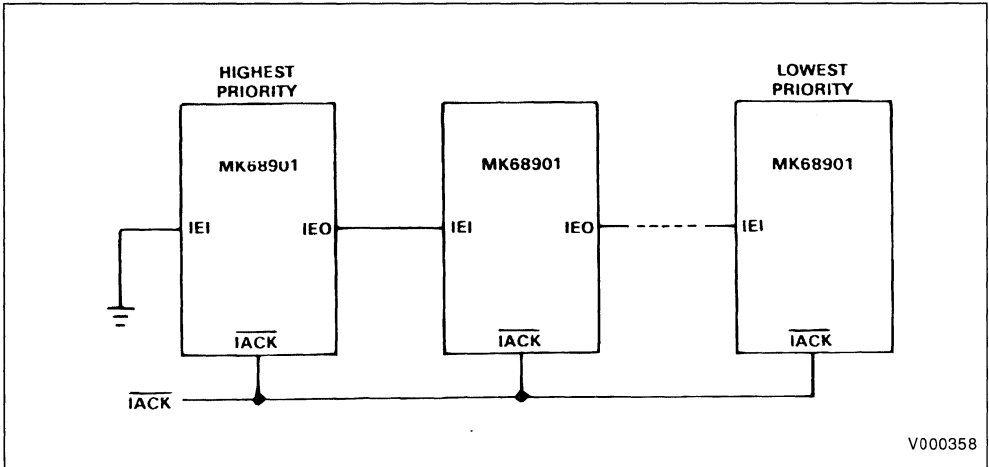 HIGHEST
PRIORITY
LOWEST
PRIORITY
MK68901
MK68901
MK68901
IEI
IEO
IEI
IEO
IEI
IACK
IACK
IACK
IACK
V000358